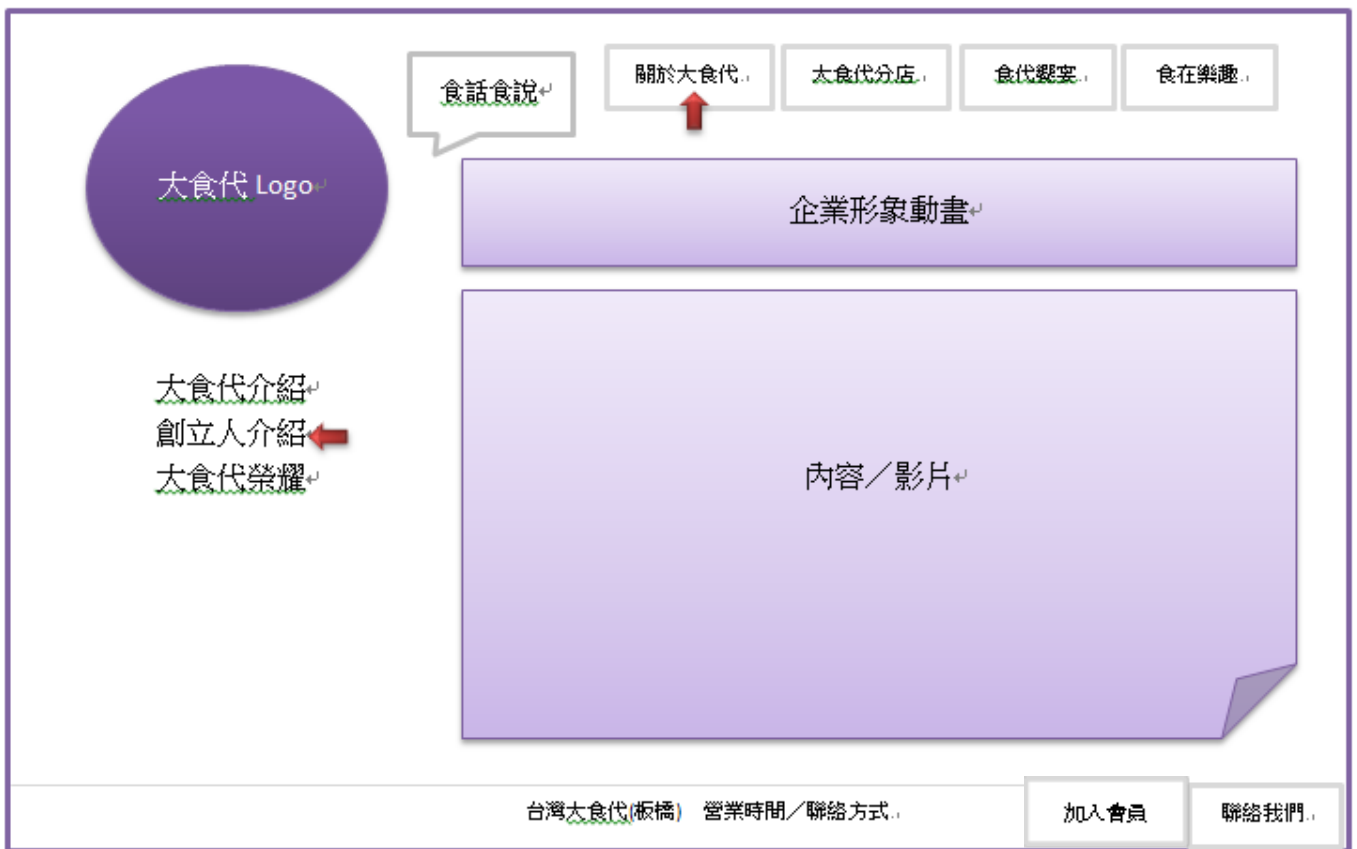 食話食說
關於大食代
大食代分店
食代饗宴
食在樂趣
大食代 Logo
企業形象動畫
大食代介紹
創立人介紹
大食代榮耀
內容／影片
台灣大食代(板橋) 營業時間／聯絡方式
加入會員
聯絡我們